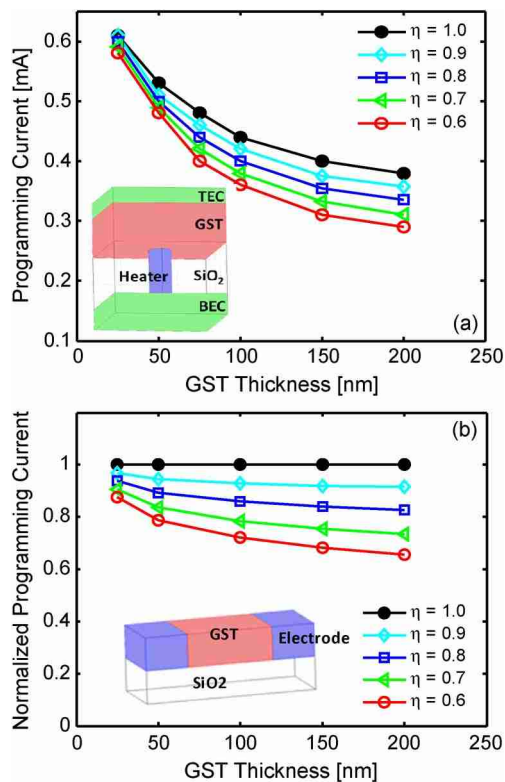 Programming Current [mA]
0.6
0.5
0.4
0.3
0.2
0.1
η = 1.0
η = 0.9
η = 0.8
η = 0.7
η = 0.6
TEC
GST
Heater
SiO₂
BEC
(a)
0 50 100 150 200 250
GST Thickness [nm]
Normalized Programming Current
1
0.8
0.6
0.4
0.2
0
(b)
GST
Electrode
SiO2
η = 1.0
η = 0.9
η = 0.8
η = 0.7
η = 0.6
0 50 100 150 200 250
GST Thickness [nm]